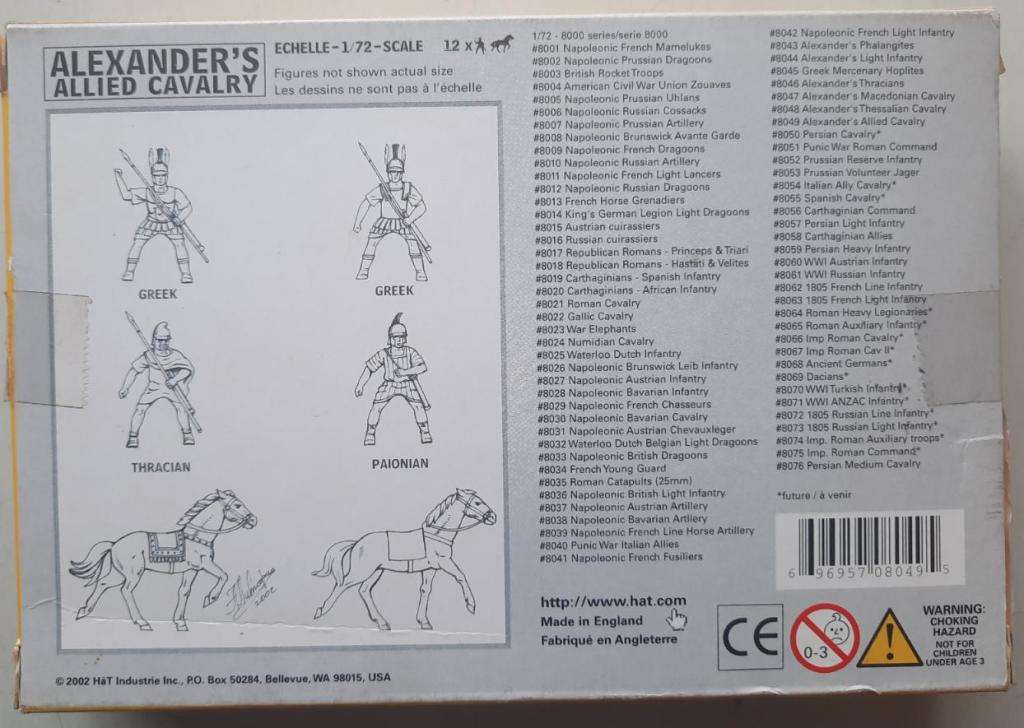 ALEXANDER'S
ALLIED CAVALRY
ECHELLE-1/72-SCALE 12 x
Figures not shown actual size
Les dessins ne sont pas à l'échelle
GREEK
GREEK
THRACIAN
PAIONIAN
2002
1/72 - 8000 series/serie 8000
#8001 Napoleonic French Mamelukes
#8002 Napoleonic Prussian Dragoons
#8003 British Rocket Troops
#8004 American Civil War Union Zouaves
#8005 Napoleonic Prussian Uhlans
#8006 Napoleonic Russian Cossacks
#8007 Napoleonic Prussian Artillery
#8008 Napoleonic Brunswick Avante Garde
#8009 Napoleonic French Dragoons
#8010 Napoleonic Russian Artillery
#8011 Napoleonic French Light Lancers
#8012 Napoleonic Russian Dragoons
#8013 French Horse Grenadiers
#8014 King's German Legion Light Dragoons
#8015 Austrian cuirassiers
#8016 Russian cuirassiers
#8017 Republican Romans - Princeps & Triari
#8018 Republican Romans - Hastiti & Velites
#8019 Carthaginians - Spanish Infantry
#8020 Carthaginians - African Infantry
#8021 Roman Cavalry
#8022 Gallic Cavalry
#8023 War Elephants
#8024 Numidian Cavalry
#8025 Waterloo Dutch Infantry
#8026 Napoleonic Brunswick Leib Infantry
#8027 Napoleonic Austrian Infantry
#8028 Napoleonic Bavarian Infantry
#8029 Napoleonic French Chasseurs
#8030 Napoleonic Bavarian Cavalry
#8031 Napoleonic Austrian Chevauxleger
#8032 Waterloo Dutch Belgian Light Dragoons
#8033 Napoleonic British Dragoons
#8034 French Young Guard
#8035 Roman Catapults (25mm)
#8036 Napoleonic British Light Infantry
#8037 Napoleonic Austrian Artillery
#8038 Napoleonic Bavarian Artliery
#8039 Napoleonic French Line Horse Artillery
#8040 Punic War Italian Allies
#8041 Napoleonic French Fusiliers
#8042 Napoleonic French Light Infantry
#8043 Alexander's Phalangites
#8044 Alexander's Light Infantry
#8045 Greek Mercenary Hoplites
#8046 Alexander's Thracians
#8047 Alexander's Macedonian Cavalry
#8048 Alexander's Thessalian Cavalry
#8049 Alexander's Allied Cavalry
#8050 Persian Cavalry*
#8051 Punic War Roman Command
#8052 Prussian Reserve Infantry
#8053 Prussian Volunteer Jager
#8054 Italian Ally Cavalry*
#8055 Spanish Cavalry*
#8056 Carthaginian Command
#8057 Persian Light Infantry
#8058 Carthaginian Allies
#8059 Persian Heavy Infantry
#8060 WWI Austrian Infantry
#8061 WWI Russian Infantry
#8062 1805 French Line Infantry
#8063 1805 French Light Infantry
#8064 Roman Heavy Legionaries*
#8065 Roman Auxiliary Infantry*
#8066 Imp Roman Cavalry*
#8067 Imp Roman Cav II*
#8068 Ancient Germans*
#8069 Dacians*
#8070 WWI Turkish Infantry*
#8071 WWI ANZAC Infantry*
#8072 1805 Russian Line Infantry*
#8073 1805 Russian Light Infantry*
#8074 Imp. Roman Auxiliary troops*
#8075 Imp. Roman Command*
#8076 Persian Medium Cavalry
*future / à venir
6 96957 08049 5
http://www.hat.com
Made in England
Fabriqué en Angleterre
CE
0-3
WARNING:
CHOKING
HAZARD
NOT FOR
CHILDREN
UNDER AGE 3
© 2002 HäT Industrie Inc., P.O. Box 50284, Bellevue, WA 98015, USA